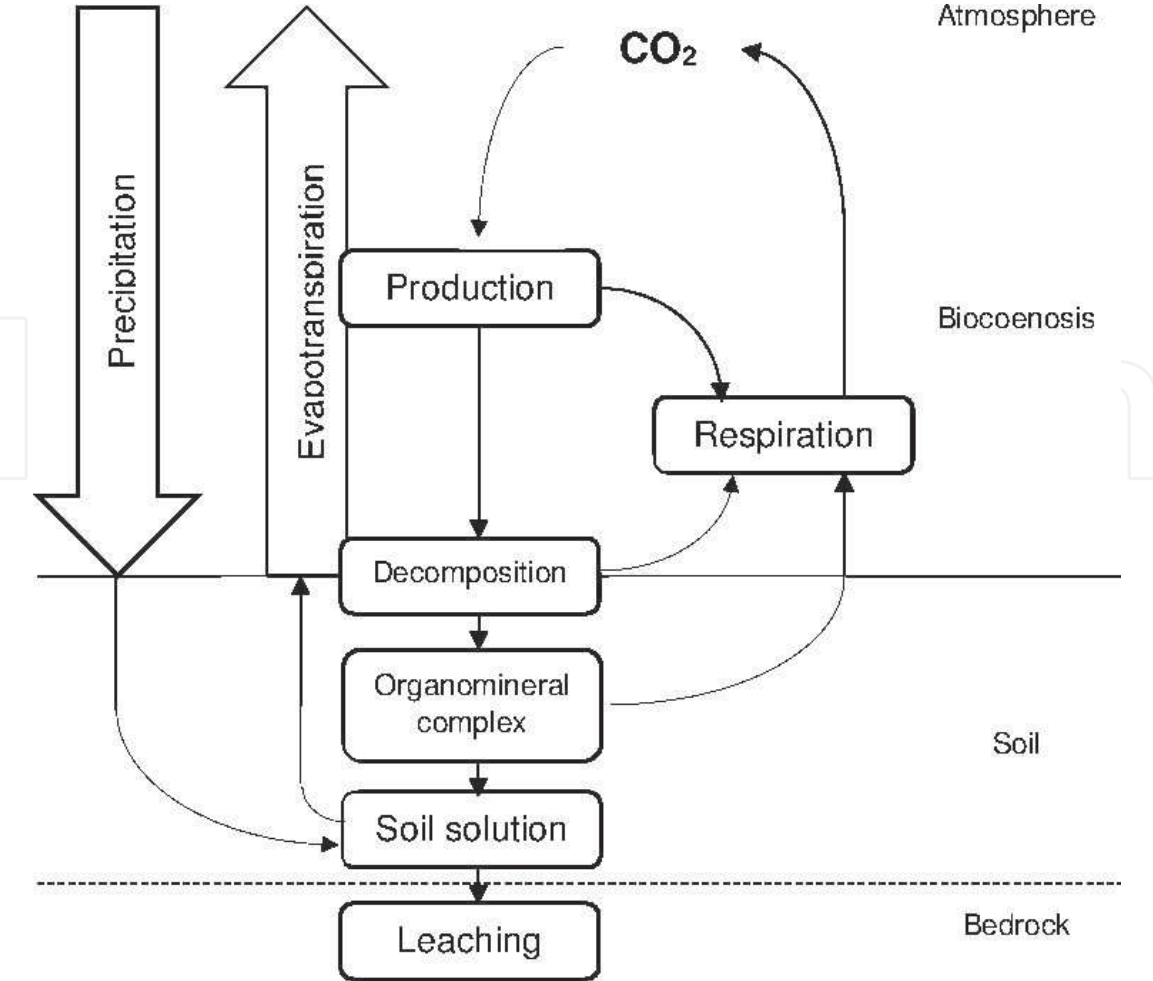 Atmosphere
CO₂
Precipitation
Evapotranspiration
Production
Biocoenosis
Respiration
Decomposition
Organomineral
complex
Soil
Soil solution
Bedrock
Leaching